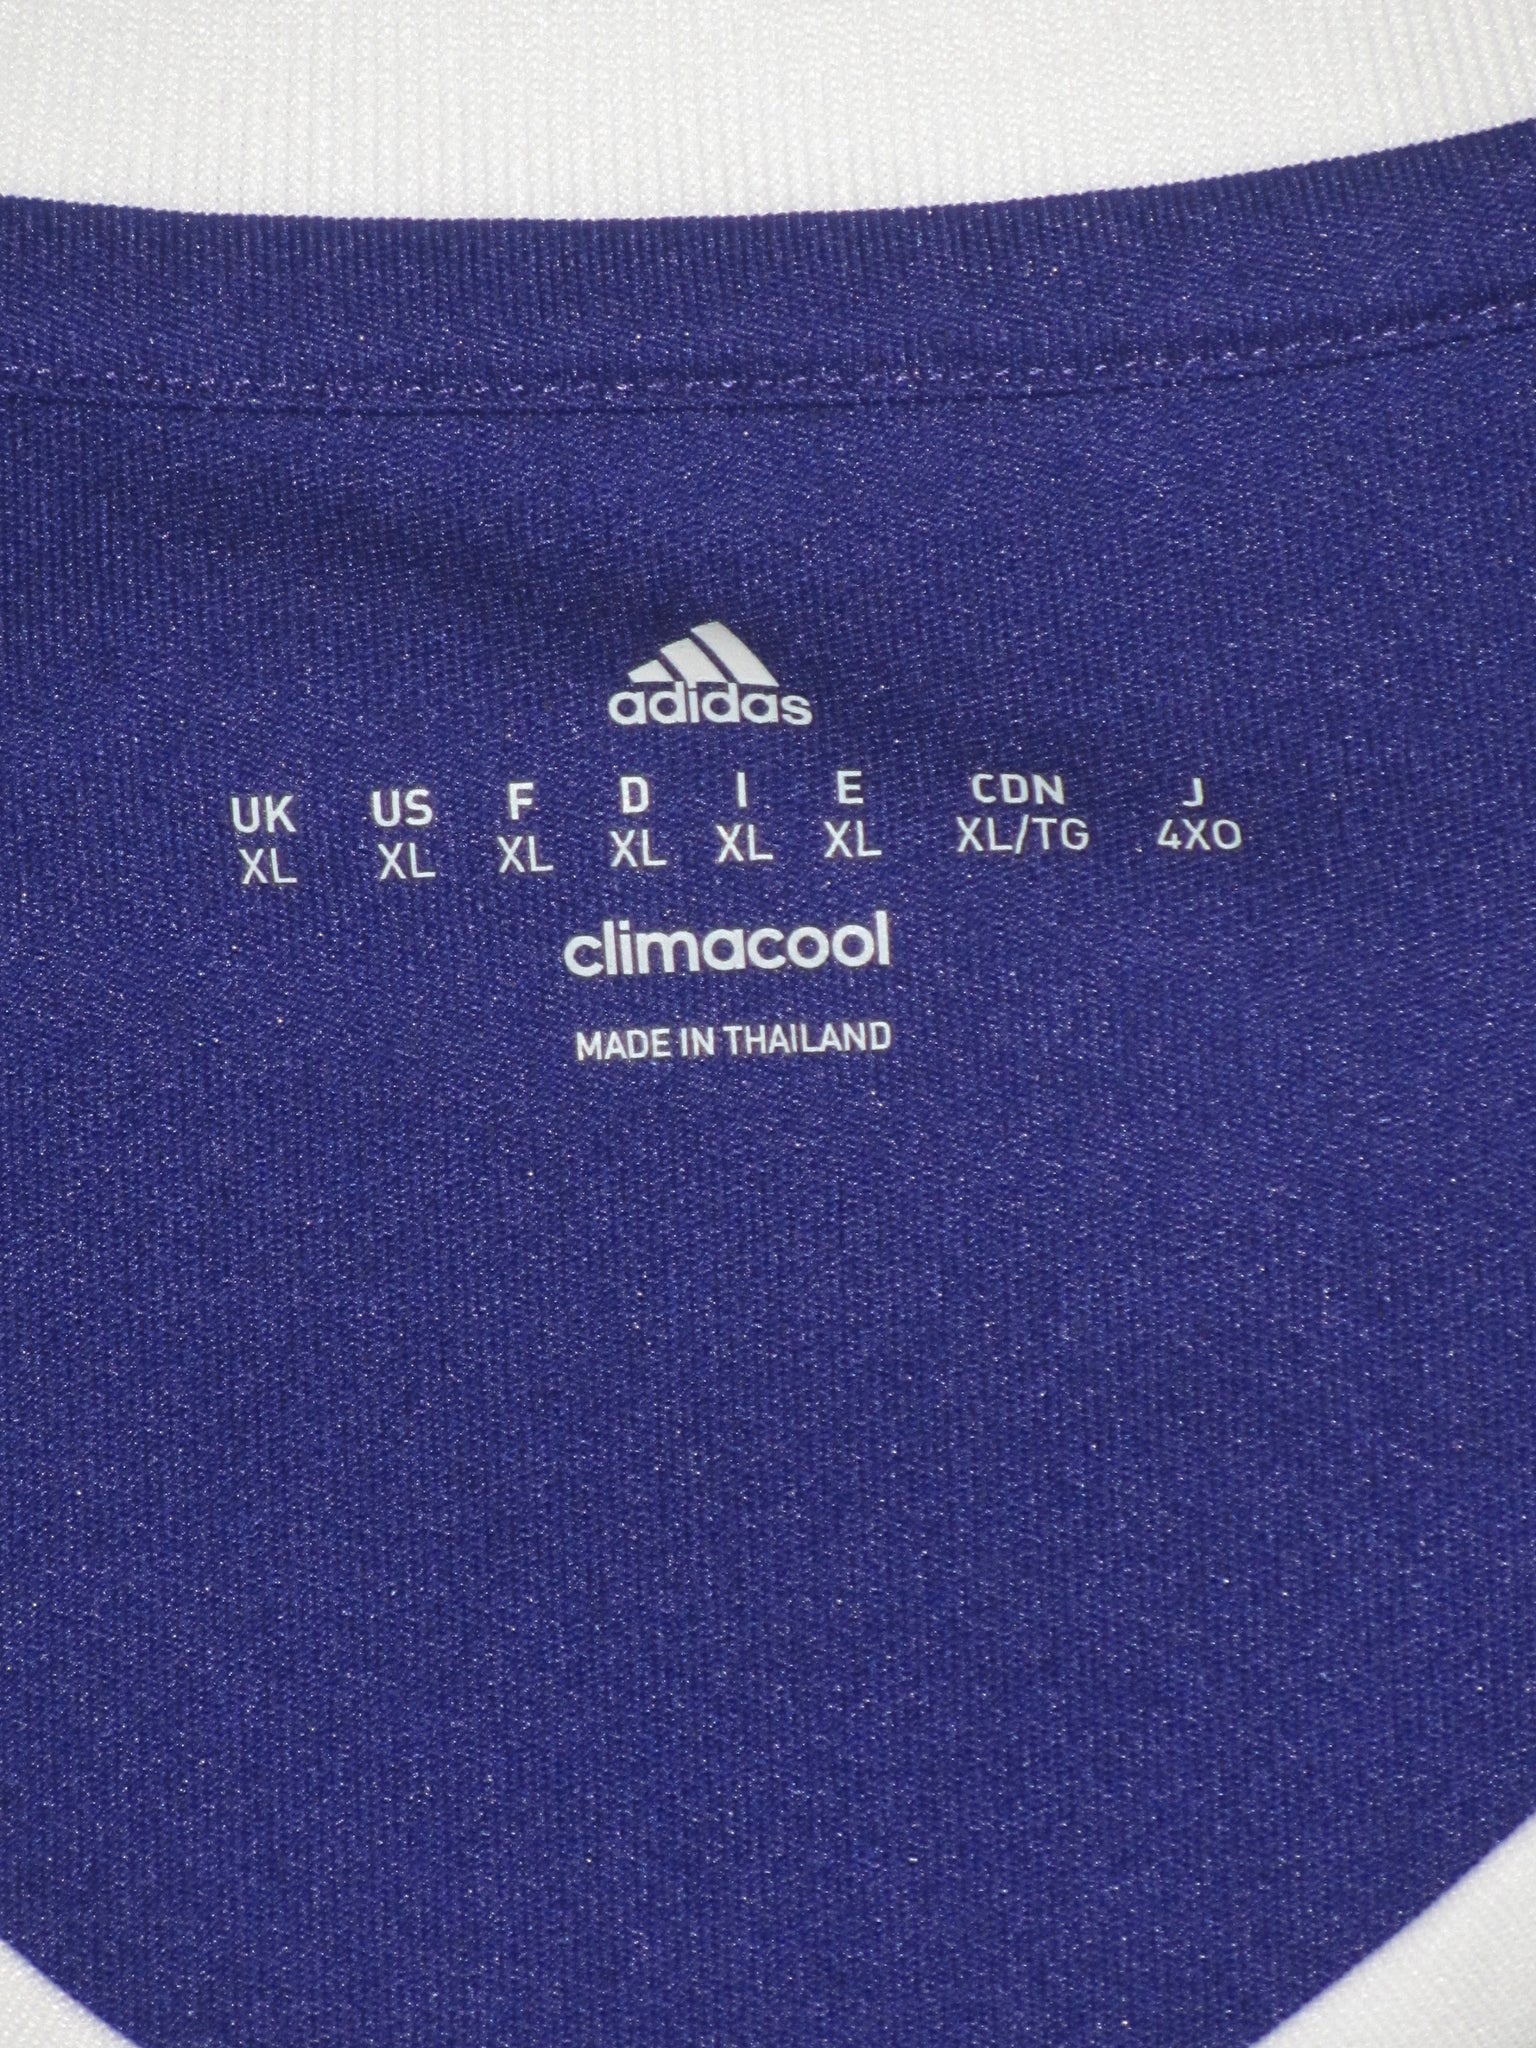 adidas
UK US F D I E CDN J
XL XL XL XL XL XL XL/TG 4XO
climacool
MADE IN THAILAND